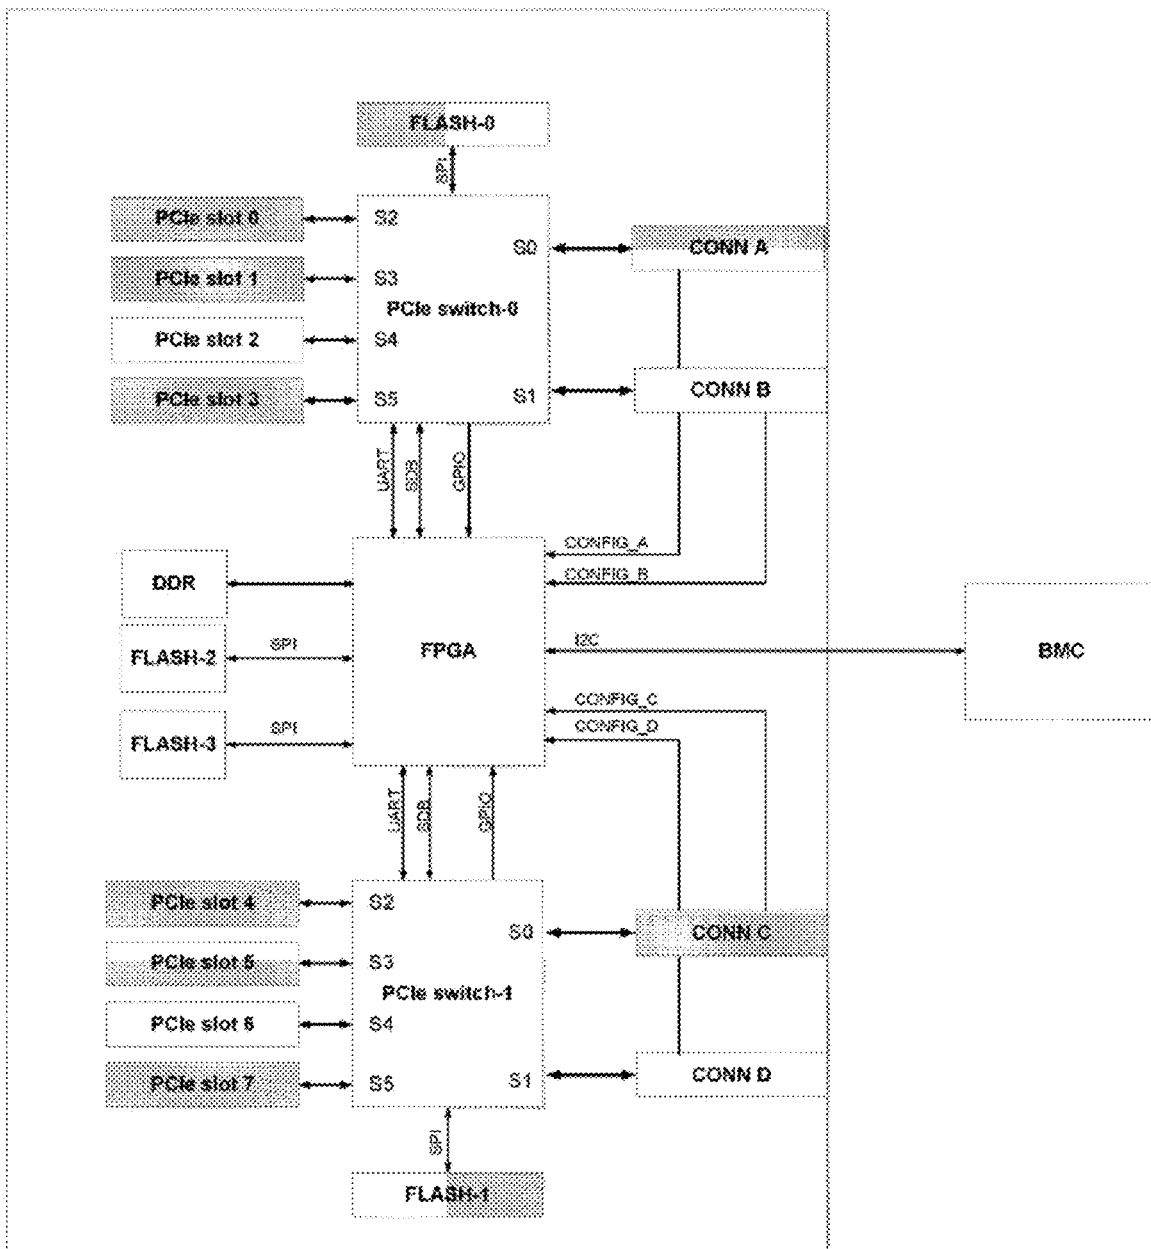 FLASH-0
SPI
PCIe slot 0
S2
S0
CONN A
PCIe slot 1
S3
PCIe switch-0
PCIe slot 2
S4
PCIe slot 3
S5
S1
CONN B
UART
SDB
GPIO
CONFIG_A
CONFIG_B
DDR
FLASH-2
SPI
FPGA
I2C
BMC
CONFIG_C
CONFIG_D
FLASH-3
SPI
UART
SDB
GPIO
PCIe slot 4
S2
S0
CONN C
PCIe slot 5
S3
PCIe switch-1
PCIe slot 6
S4
PCIe slot 7
S5
S1
CONN D
SPI
FLASH-1